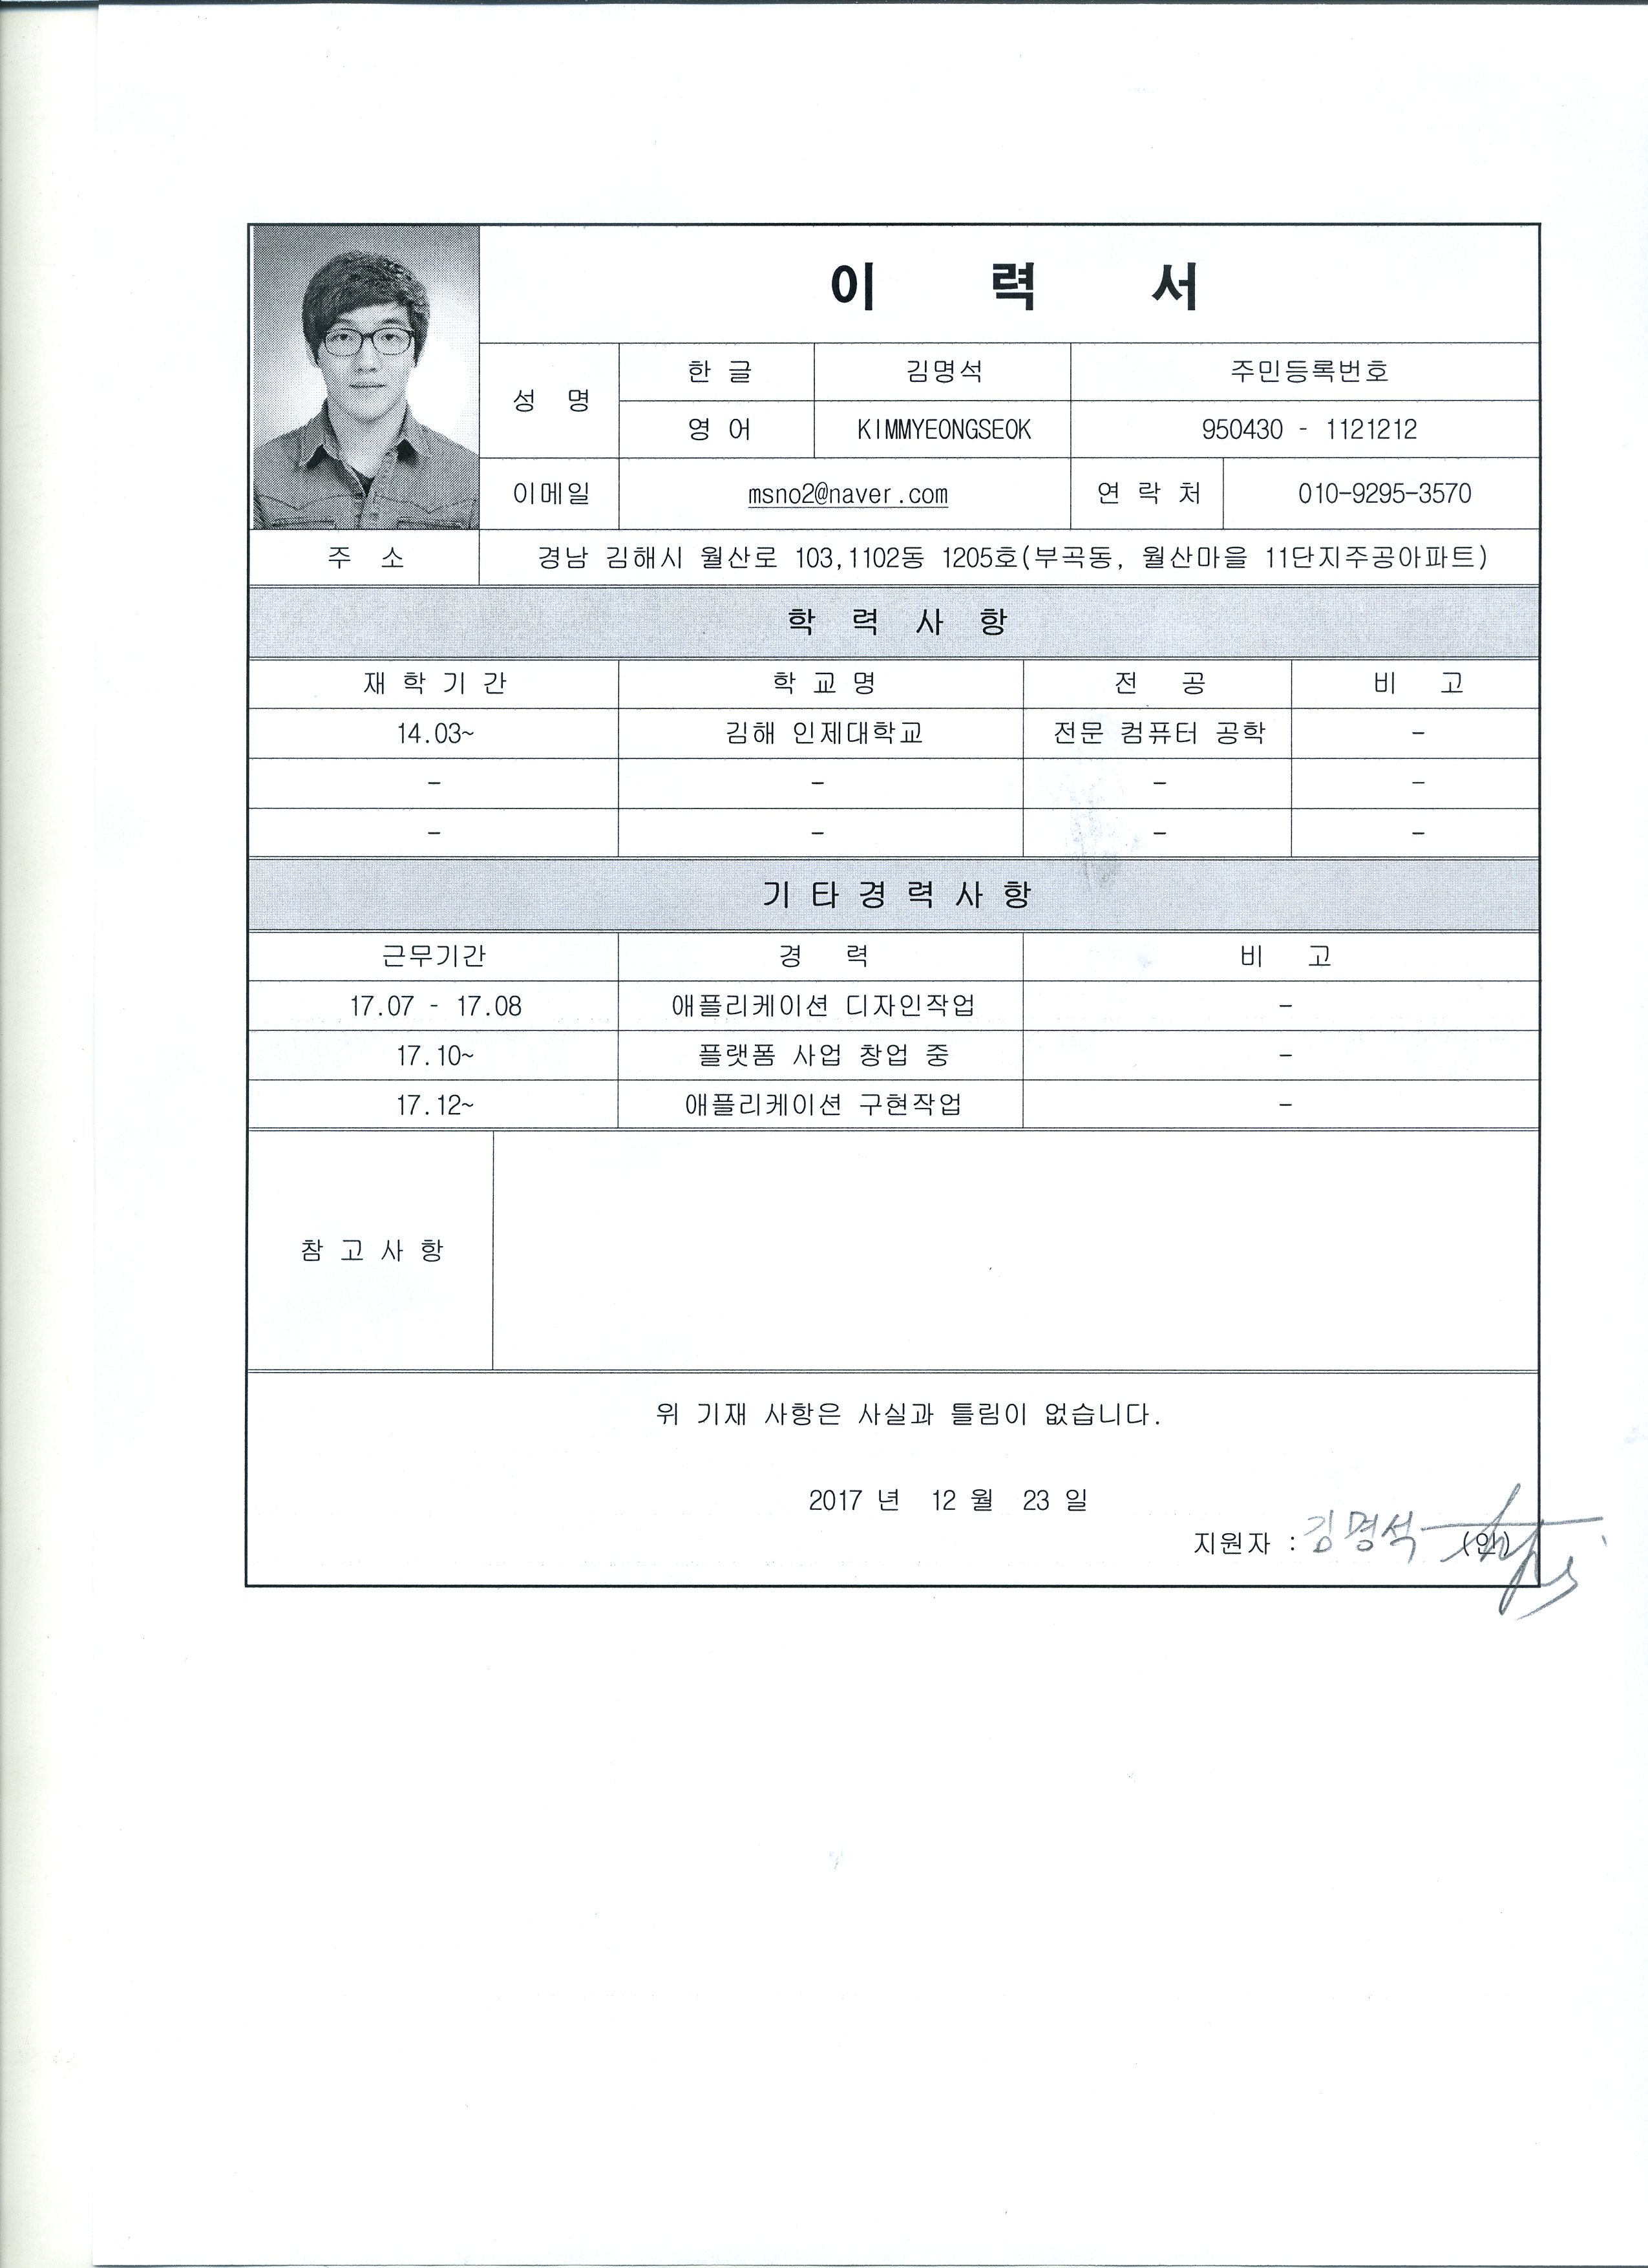 이 력 서
성 명 한 글 김명석 주민등록번호
영 어 KIMMYEONGSEOK 950430 - 1121212
이메일 msno2@naver.com 연 락 처 010-9295-3570
주 소 경남 김해시 월산로 103,1102동 1205호(부곡동, 월산마을 11단지주공아파트)
학 력 사 항
재 학 기 간 학 교 명 전 공 비 고
14.03~ 김해 인제대학교 전문 컴퓨터 공학 -
- - - -
- - - -
기 타 경 력 사 항
근무기간 경 력 비 고
17.07 - 17.08 애플리케이션 디자인작업 -
17.10~ 플랫폼 사업 창업 중 -
17.12~ 애플리케이션 구현작업 -
참 고 사 항
위 기재 사항은 사실과 틀림이 없습니다.
2017 년 12 월 23 일
지원자 : 김명석 (인)